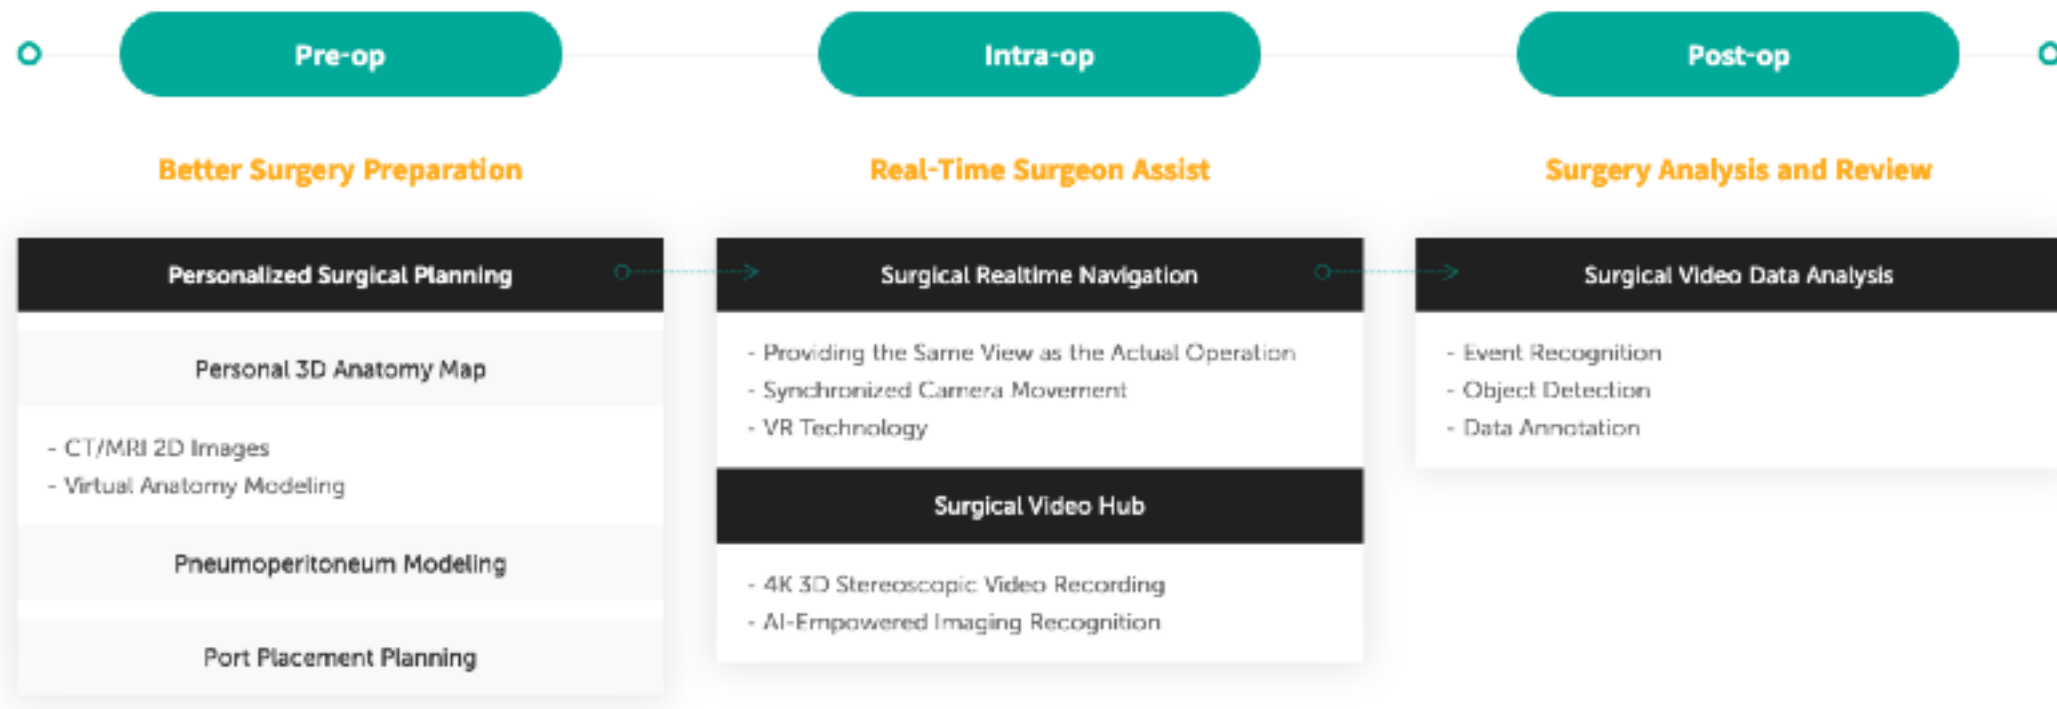 Pre-op
Intra-op
Post-op
Better Surgery Preparation
Real-Time Surgeon Assist
Surgery Analysis and Review
Personalized Surgical Planning
Personal 3D Anatomy Map
- CT/MRI 2D Images
- Virtual Anatomy Modeling
Pneumoperitoneum Modeling
Port Placement Planning
Surgical Realtime Navigation
- Providing the Same View as the Actual Operation
- Synchronized Camera Movement
- VR Technology
Surgical Video Hub
- 4K 3D Stereoscopic Video Recording
- AI-Empowered Imaging Recognition
Surgical Video Data Analysis
- Event Recognition
- Object Detection
- Data Annotation